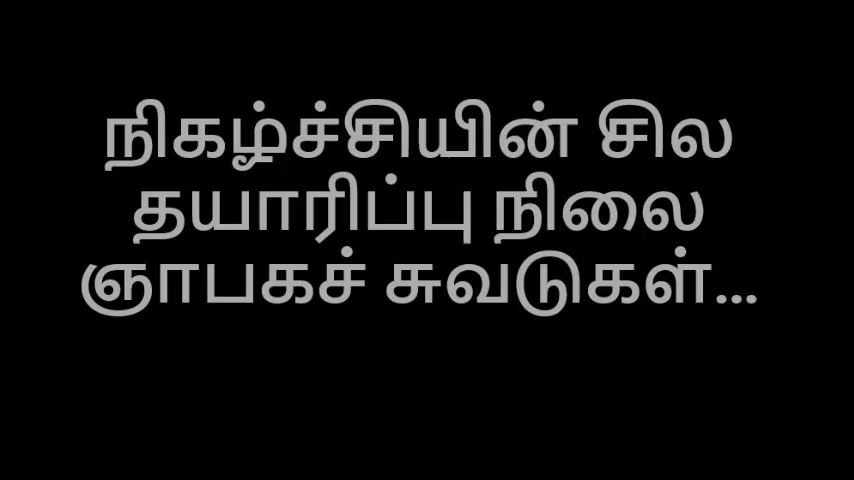 நிகழ்ச்சியின் சில
தயாரிப்பு நிலை
ஞாபகச் சுவடுகள்...